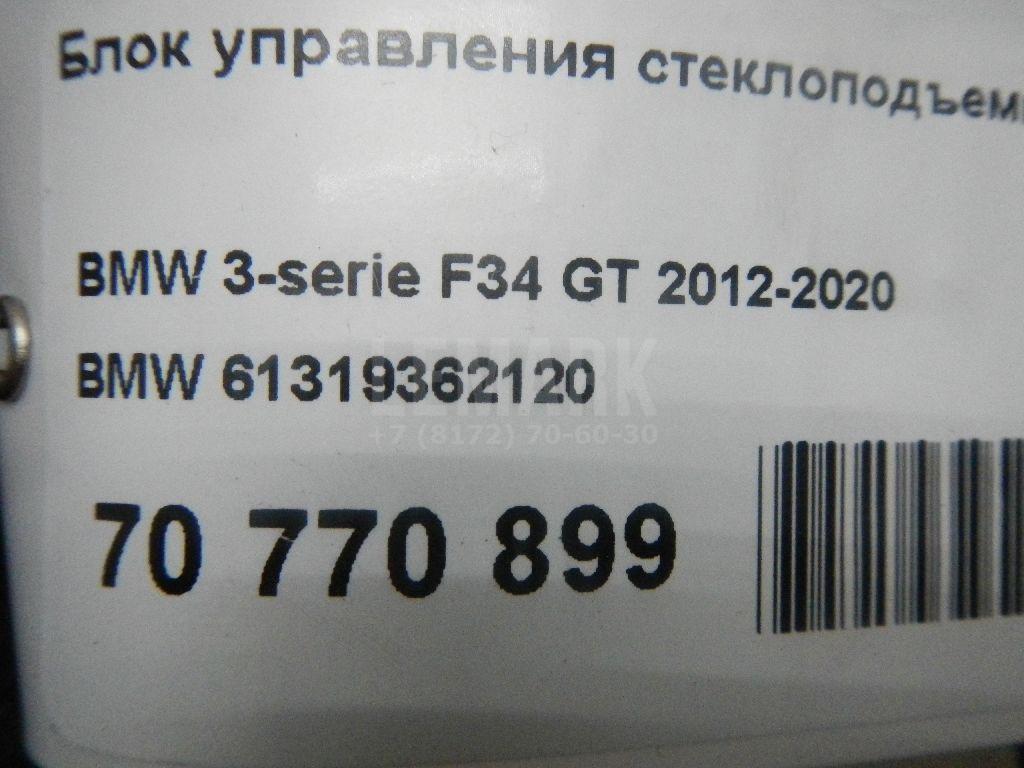 Блок управления стеклоподъем
BMW 3-serie F34 GT 2012-2020
BMW 61319362120
LEMARK
+7 (8172) 70-60-30
70 770 899